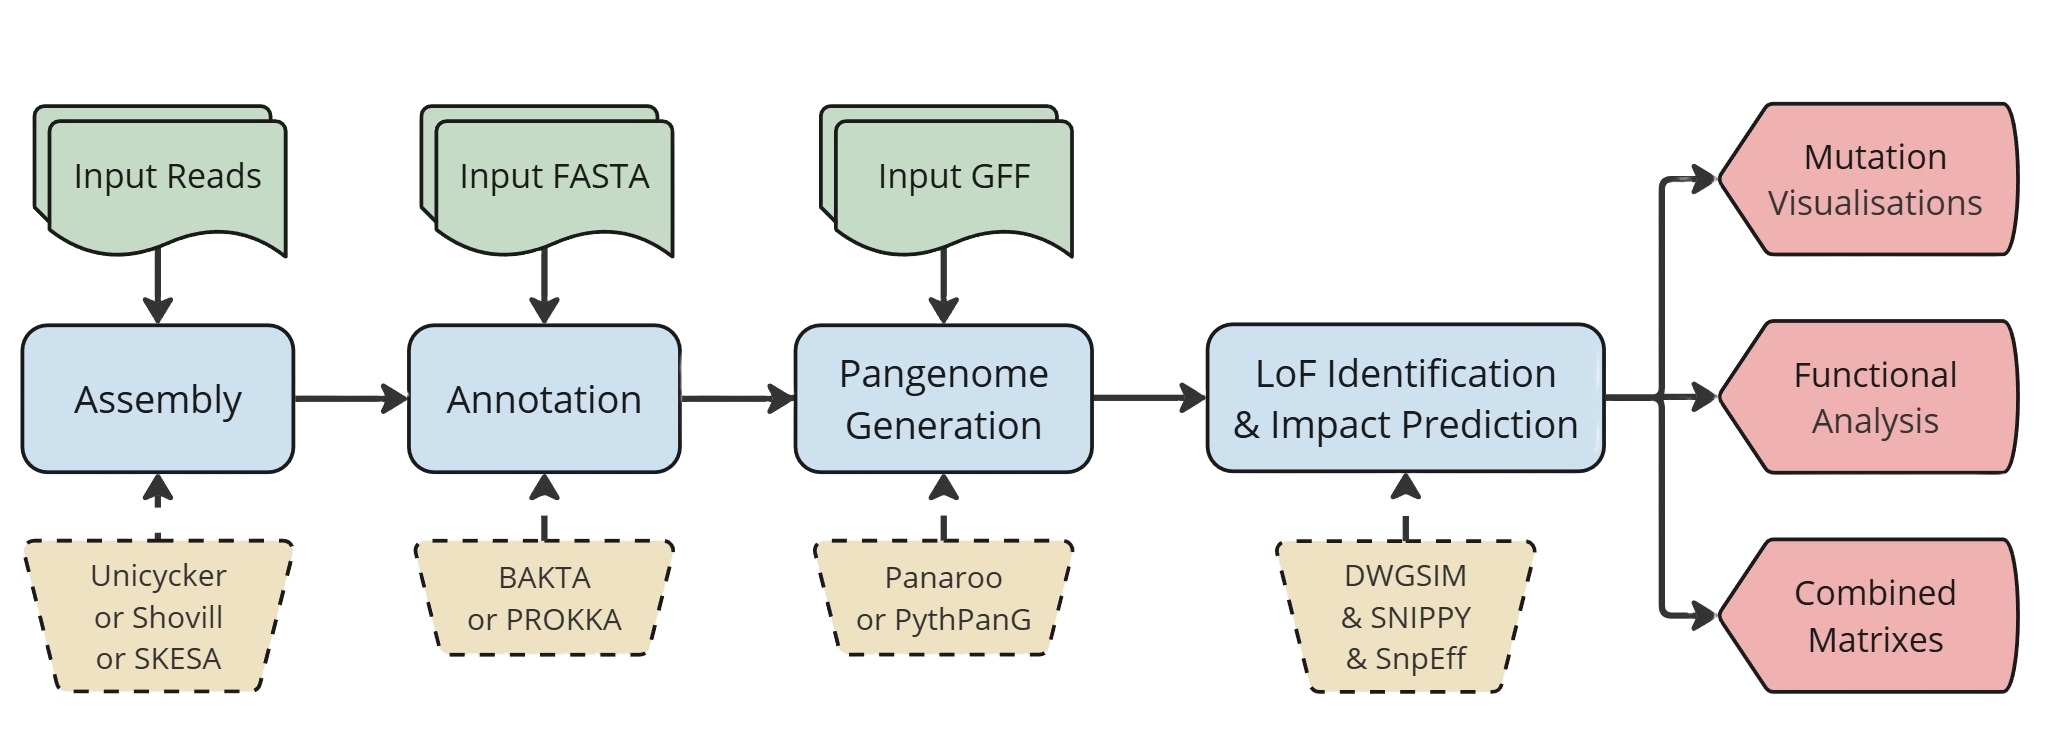 Input Reads
Input FASTA
Input GFF
Mutation
Visualisations
Assembly
Annotation
Pangenome
Generation
LoF Identification
& Impact Prediction
Functional
Analysis
Unicycker
or Shovill
or SKESA
BAKTA
or PROKKA
Panaroo
or PythPanG
DWGSIM
& SNIPPY
& SnpEff
Combined
Matrixes